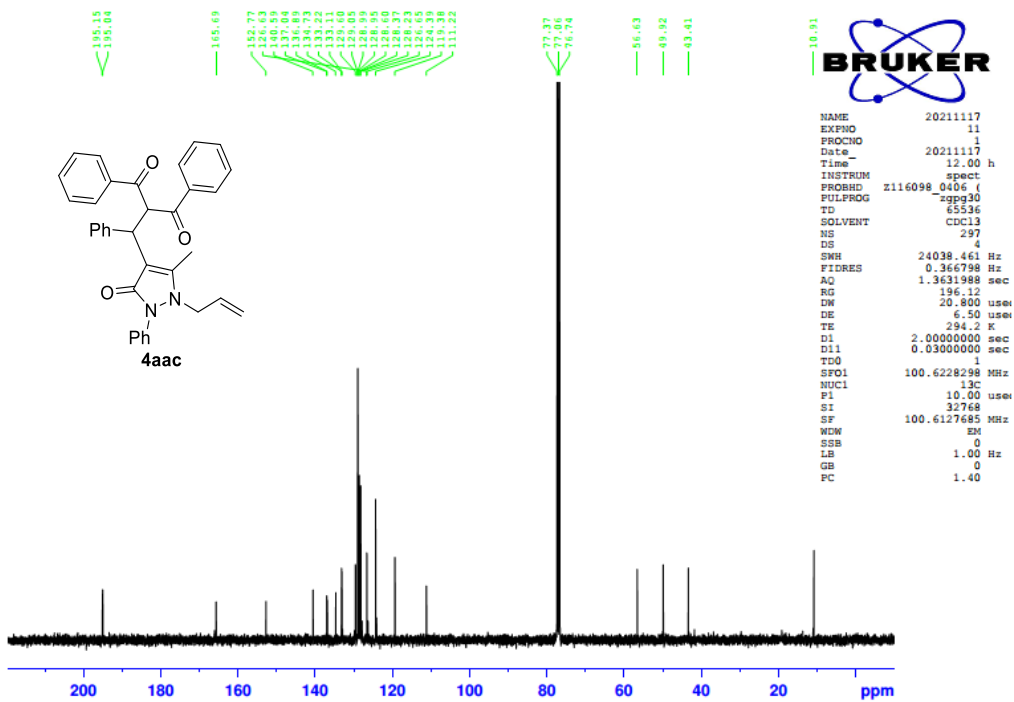 195.15
195.04
165.69
152.77
126.63
140.59
137.04
136.89
134.73
133.22
133.11
129.60
129.05
128.99
128.95
128.60
128.37
128.23
126.65
124.39
119.38
111.22
77.37
77.06
76.74
56.63
49.92
43.41
10.91
BRUKER
NAME 20211117
EXPNO 11
PROCNO 1
Date_ 20211117
Time 12.00 h
INSTRUM spect
PROBHD Z116098_0406 (
PULPROG zgpg30
TD 65536
SOLVENT CDCl3
NS 297
DS 4
SWH 24038.461 Hz
FIDRES 0.366798 Hz
AQ 1.3631988 sec
RG 196.12
DW 20.800 use
DE 6.50 use
TE 294.2 K
D1 2.00000000 sec
D11 0.03000000 sec
TD0 1
SFO1 100.6228298 MHz
NUC1 13C
P1 10.00 use
SI 32768
SF 100.6127685 MHz
WDW EM
SSB 0
LB 1.00 Hz
GB 0
PC 1.40
O
Ph
O
O
N
N
Ph
4aac
200 180 160 140 120 100 80 60 40 20 ppm